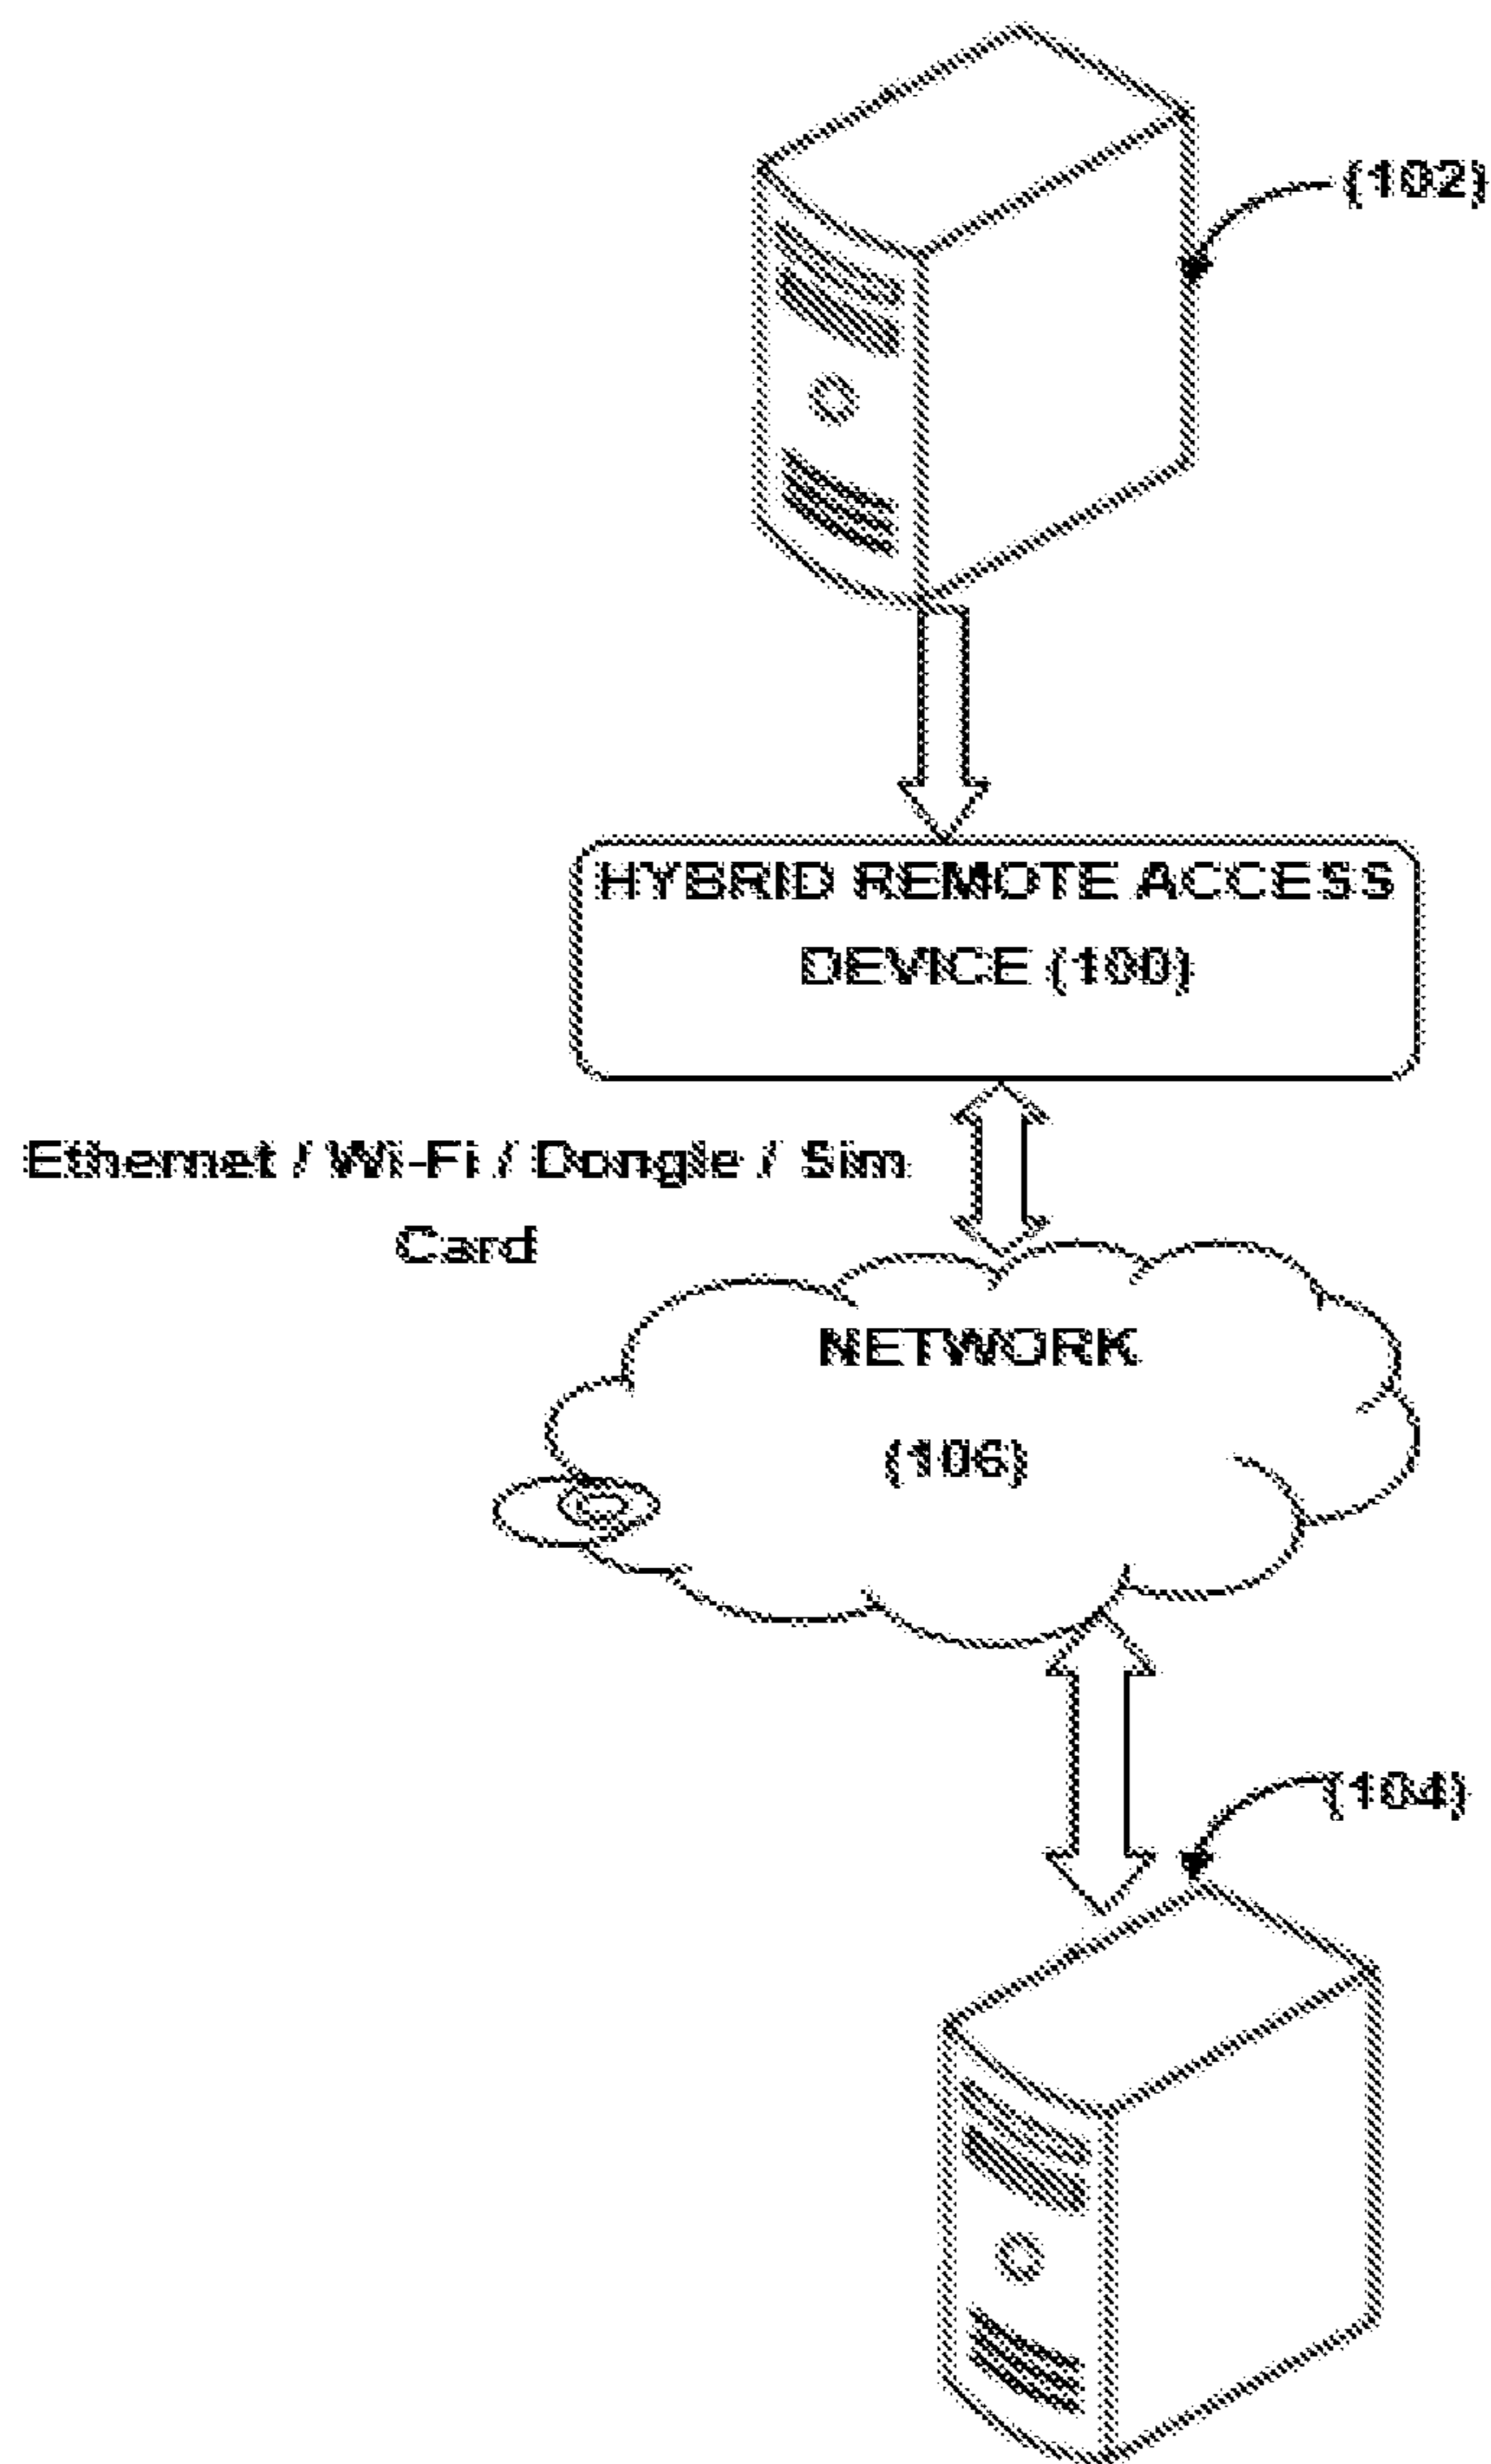 (102)
HYBRID REMOTE ACCESS
DEVICE (100)
Ethernet / Wi-Fi / Dongle / Sim
Card
NETWORK
(106)
(104)